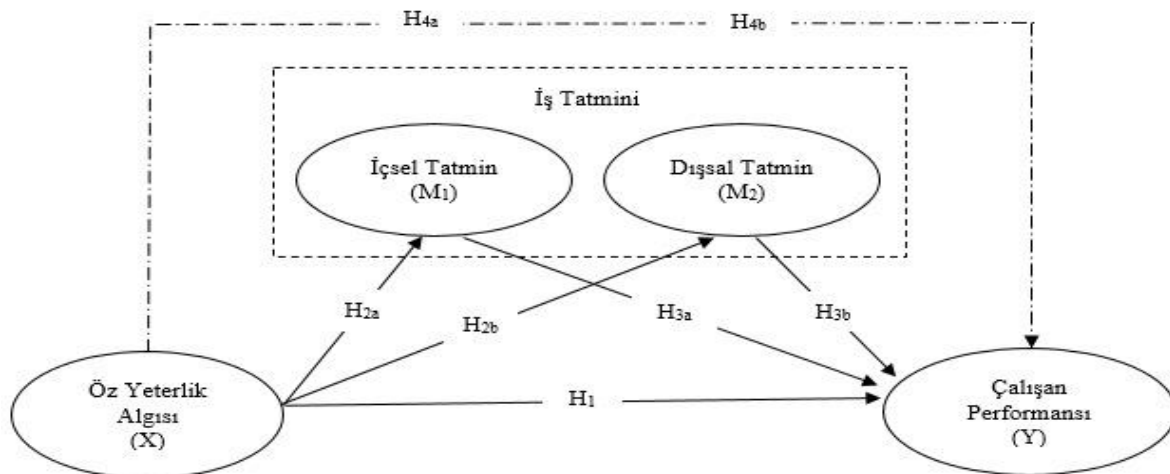 H4a
H4b
İş Tatmini
İçsel Tatmin
(M1)
Dışsal Tatmin
(M2)
H2a
H2b
H3a
H3b
Öz Yeterlik
Algısı
(X)
H1
Çalışan
Performansı
(Y)